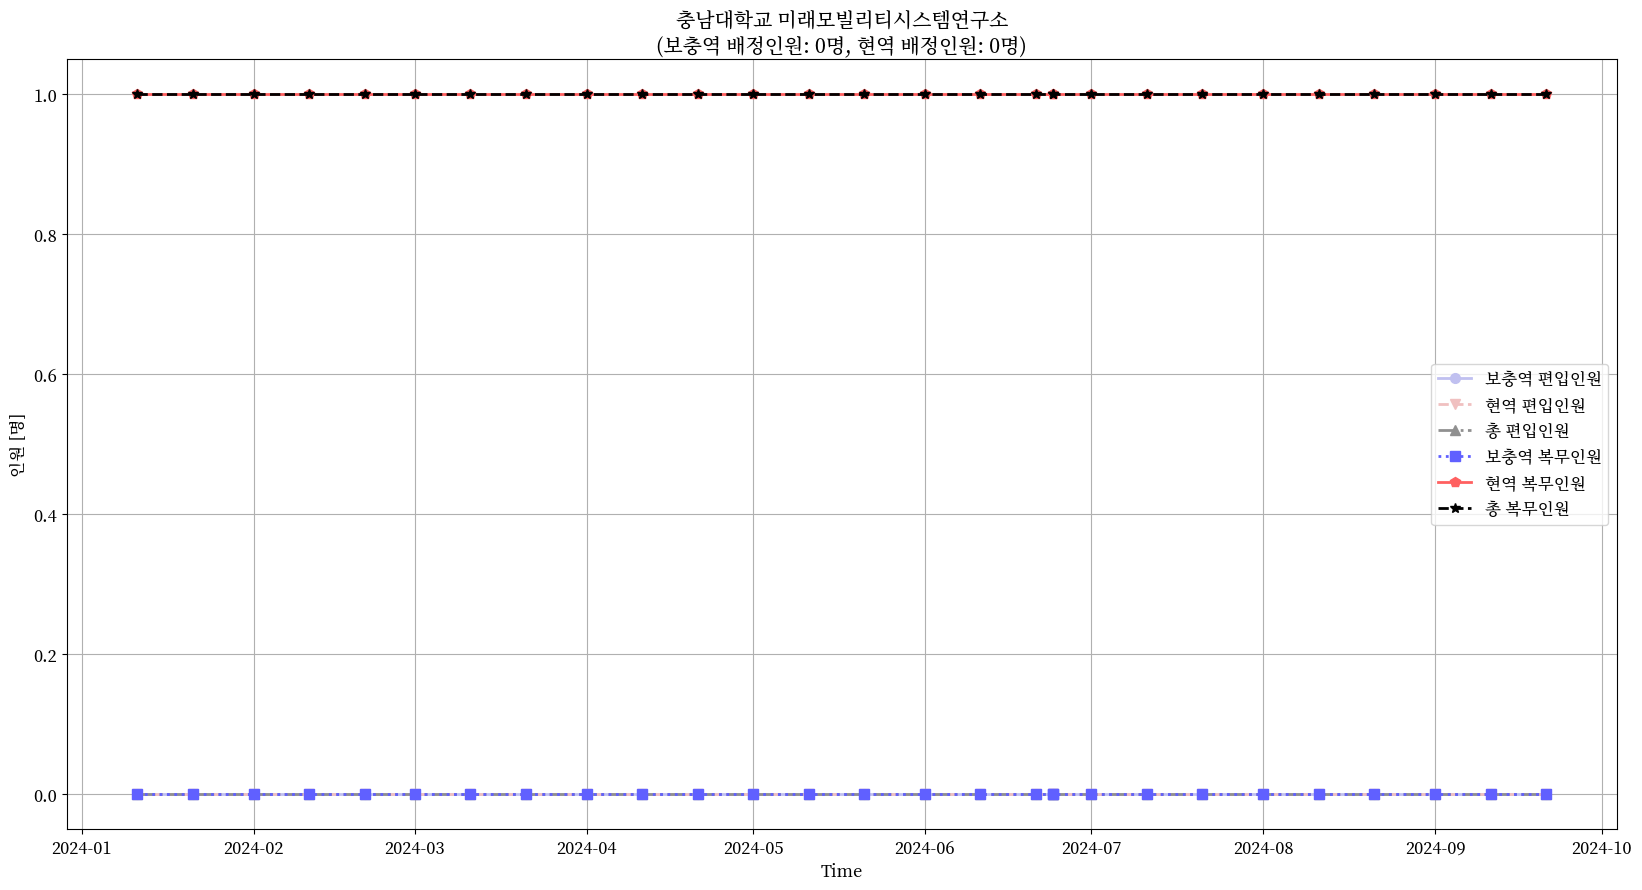 충남대학교 미래모빌리티시스템연구소
(보충역 배정인원: 0명, 현역 배정인원: 0명)
인원 [명]
1.0
0.8
0.6
0.4
0.2
0.0
보충역 편입인원
현역 편입인원
총 편입인원
보충역 복무인원
현역 복무인원
총 복무인원
2024-01 2024-02 2024-03 2024-04 2024-05 2024-06 2024-07 2024-08 2024-09 2024-10
Time